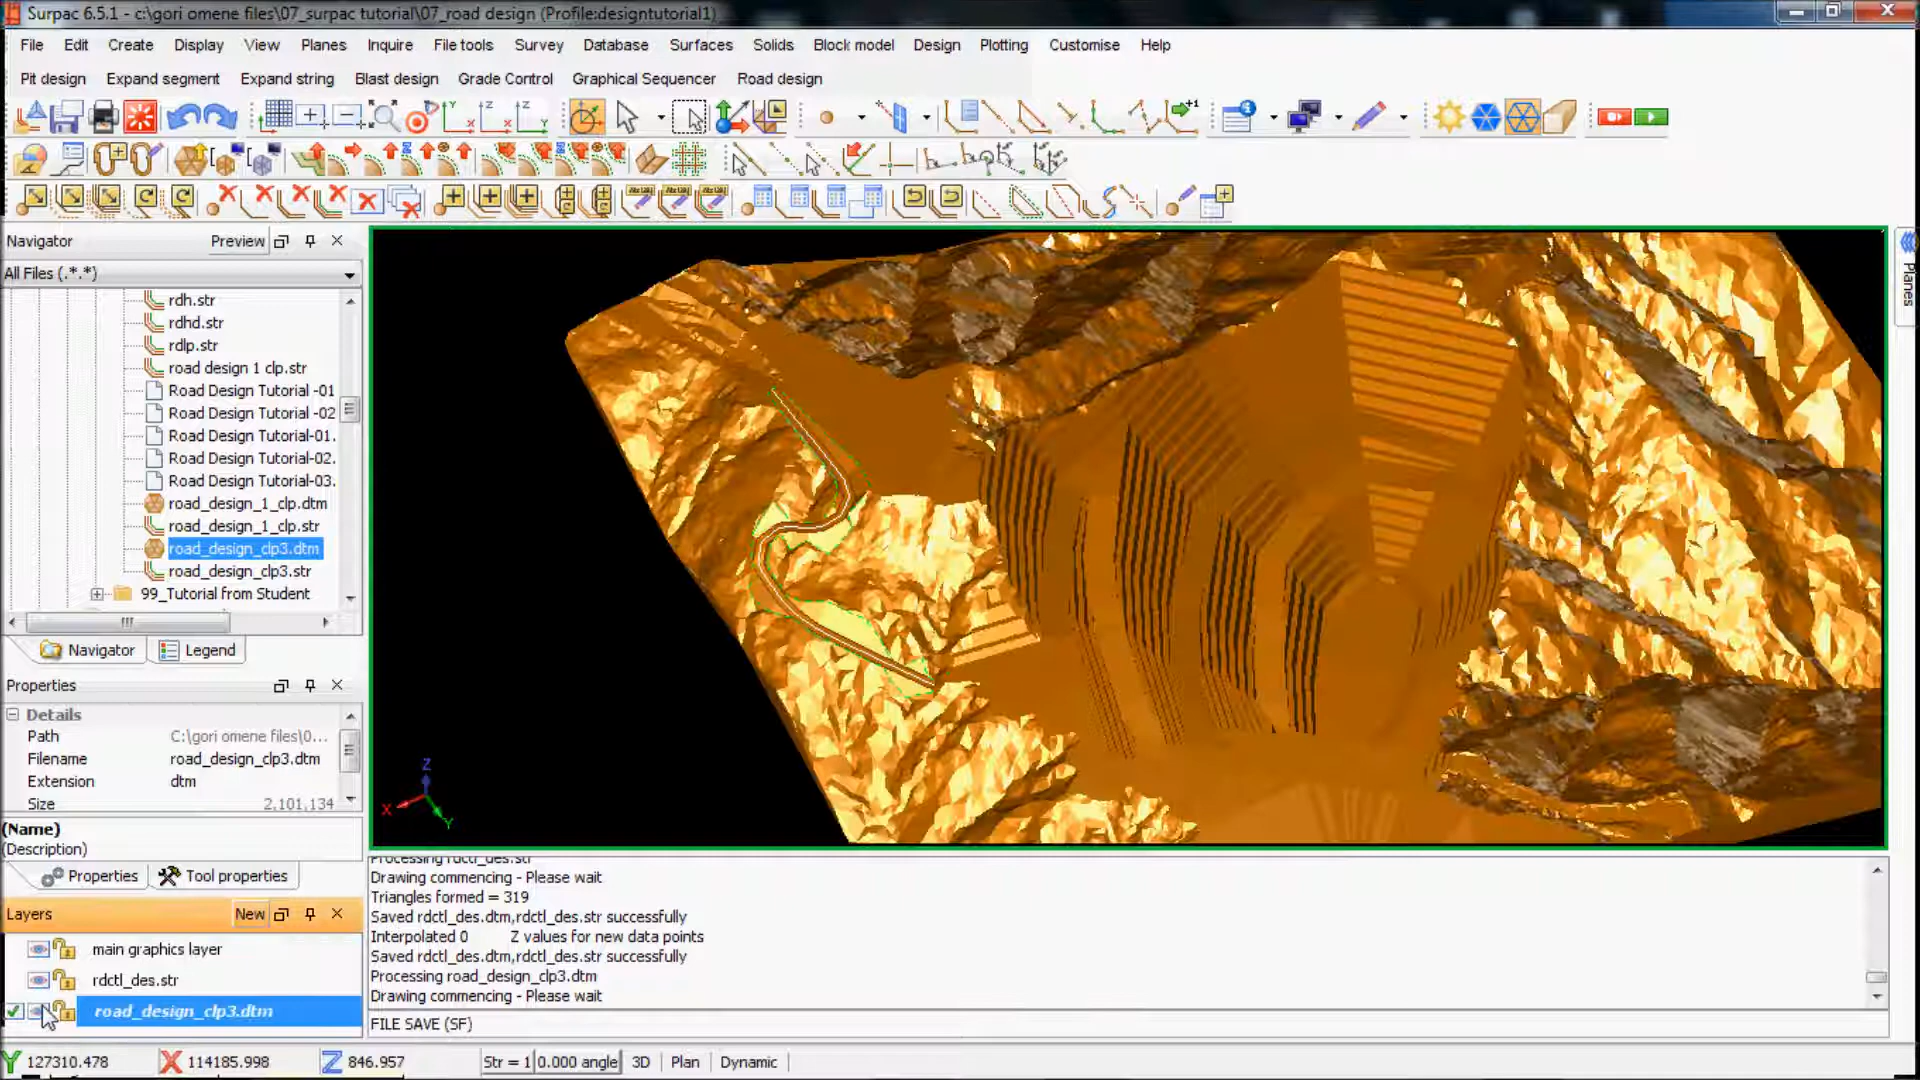 Surpac 6.5.1 - c:\gori omene files\07_surpac tutorial\07_road design (Profile:designtutorial1)
File Edit Create Display View Planes Inquire File tools Survey Database Surfaces Solids Block model Design Plotting Customise Help
Pit design Expand segment Expand string Blast design Grade Control Graphical Sequencer Road design
Navigator Preview
All Files (.*.*)
rdh.str
rdhd.str
rdlp.str
road design 1 clp.str
Road Design Tutorial -01
Road Design Tutorial -02
Road Design Tutorial-01.
Road Design Tutorial-02.
Road Design Tutorial-03.
road_design_1_clp.dtm
road_design_1_clp.str
road_design_clp3.dtm
road_design_clp3.str
99_Tutorial from Student
Navigator Legend
Properties
Details
Path C:\gori omene files\0...
Filename road_design_clp3.dtm
Extension dtm
Size 2,101,134
(Name)
(Description)
Properties Tool properties
Layers New
main graphics layer
rdctl_des.str
road_design_clp3.dtm
Planes
Z
X
Y
Processing rdctl_des.str
Drawing commencing - Please wait
Triangles formed = 319
Saved rdctl_des.dtm,rdctl_des.str successfully
Interpolated 0 Z values for new data points
Saved rdctl_des.dtm,rdctl_des.str successfully
Processing road_design_clp3.dtm
Drawing commencing - Please wait
FILE SAVE (SF)
Y 127310.478 X 114185.998 Z 846.957 Str = 1 0.000 angle 3D Plan Dynamic